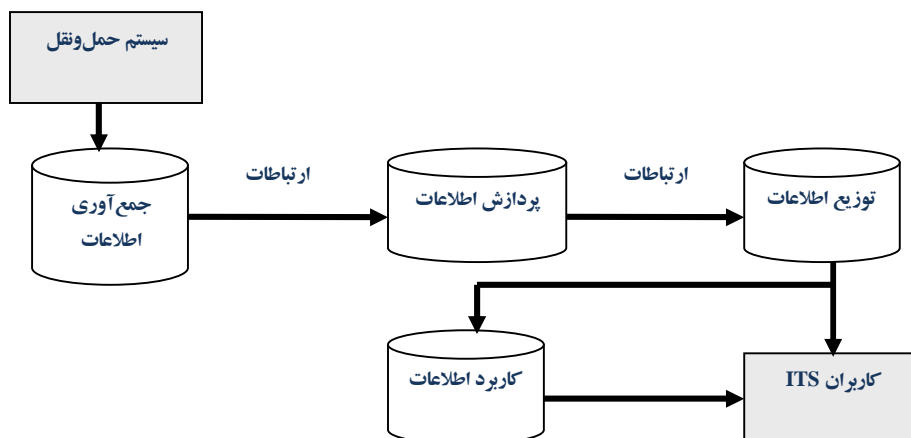 سیستم حمل‌ونقل
جمع‌آوری
اطلاعات
ارتباطات
پردازش اطلاعات
ارتباطات
توزیع اطلاعات
کاربرد اطلاعات
کاربران ITS